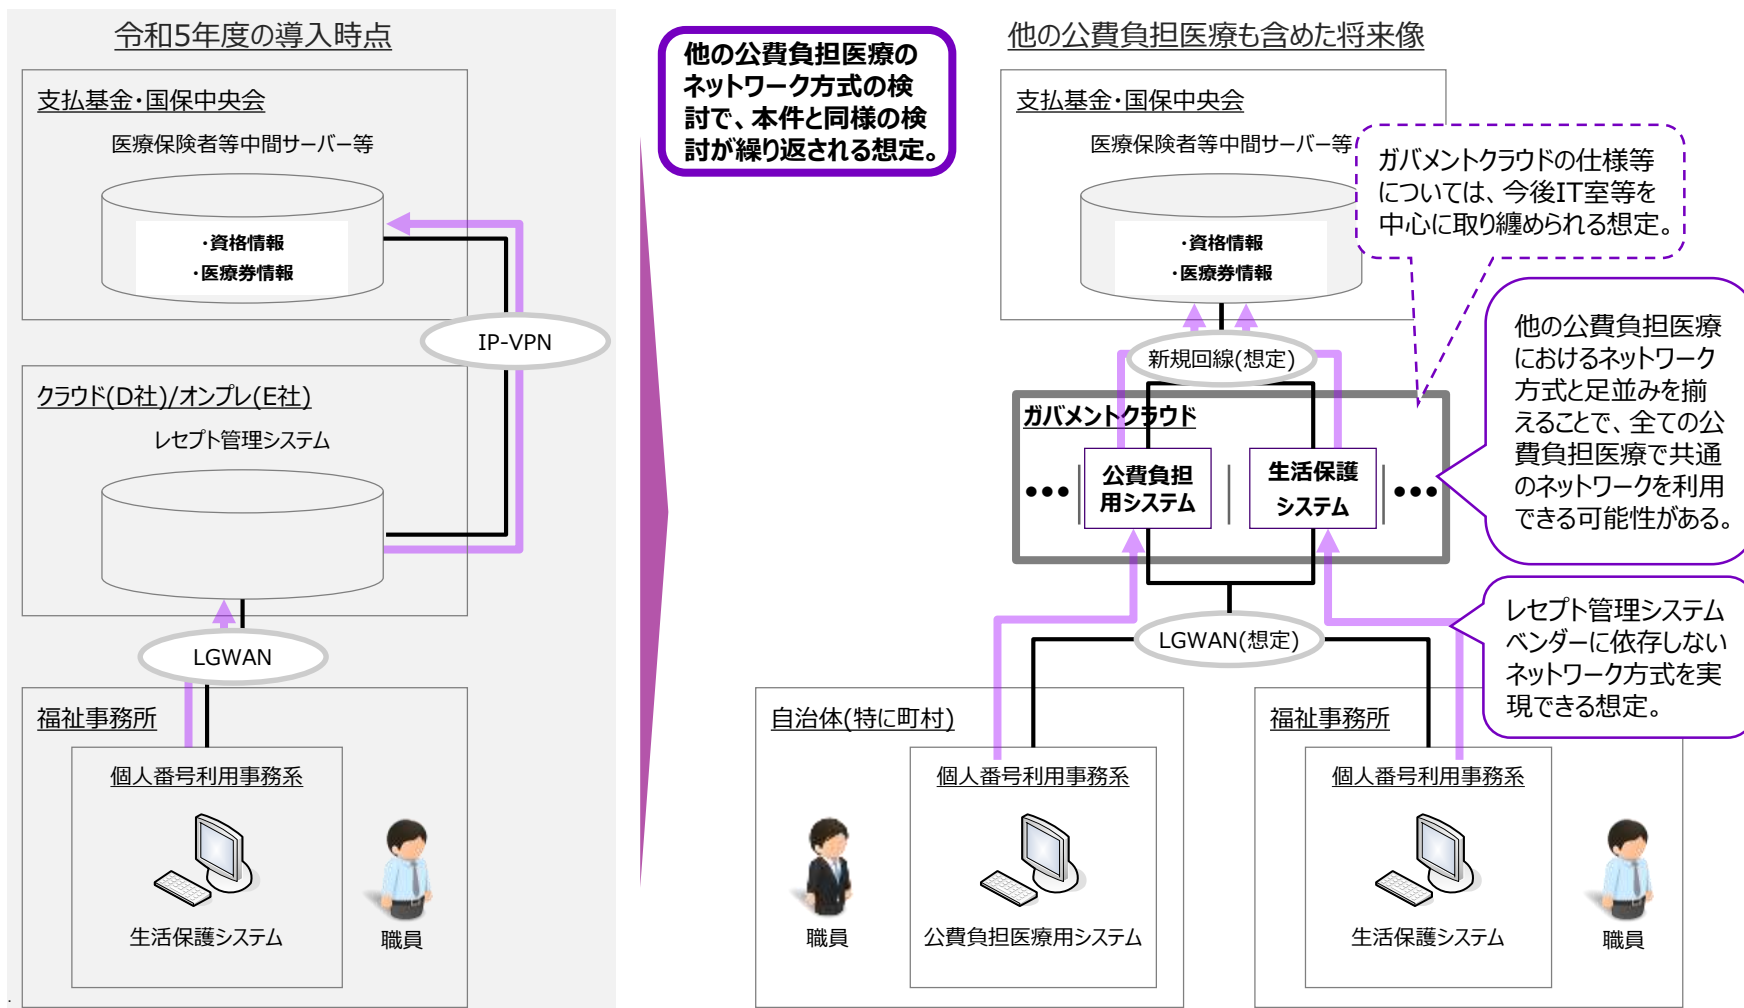 令和5年度の導入時点
支払基金・国保中央会
医療保険者等中間サーバー等
・資格情報
・医療券情報
IP-VPN
クラウド(D社)/オンプレ(E社)
レセプト管理システム
LGWAN
福祉事務所
個人番号利用事務系
生活保護システム
職員
他の公費負担医療の
ネットワーク方式の検
討で、本件と同様の検
討が繰り返される想定。
他の公費負担医療も含めた将来像
支払基金・国保中央会
医療保険者等中間サーバー等
・資格情報
・医療券情報
ガバメントクラウドの仕様等
については、今後IT室等を
中心に取り纏められる想定。
新規回線(想定)
ガバメントクラウド
•••
公費負担
用システム
生活保護
システム
•••
他の公費負担医療
におけるネットワーク
方式と足並みを揃
えることで、全ての公
費負担医療で共通
のネットワークを利用
できる可能性がある。
LGWAN(想定)
レセプト管理システム
ベンダーに依存しない
ネットワーク方式を実
現できる想定。
自治体(特に町村)
個人番号利用事務系
職員
公費負担医療用システム
福祉事務所
個人番号利用事務系
生活保護システム
職員